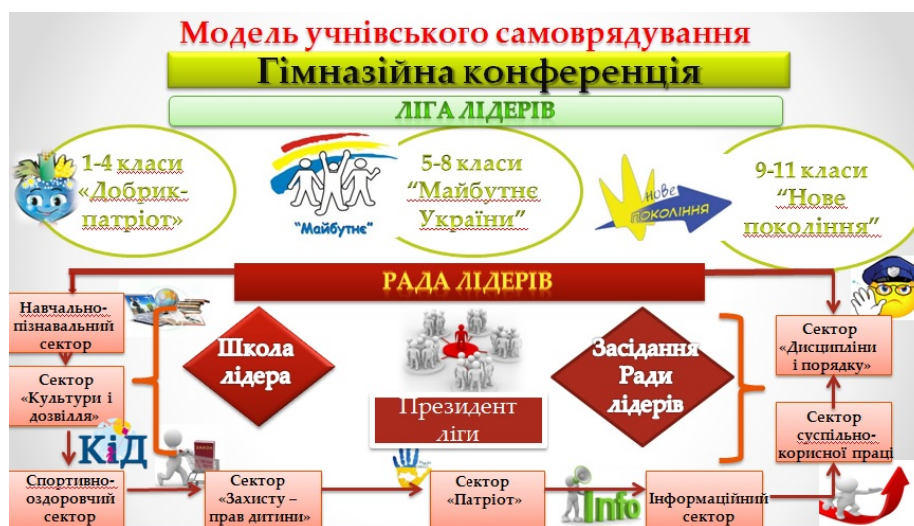 Модель учнівського самоврядування
Гімназійна конференція
ЛІГА ЛІДЕРІВ
1-4 класи
«Добрик-
патріот»
"Майбутнє"
5-8 класи
“Майбутнє
України”
нове
покоління
9-11 класи
“Нове
покоління”
РАДА ЛІДЕРІВ
Навчально-
пізнавальний
сектор
Сектор
«Культури і
дозвілля»
КіД
Спортивно-
оздоровчий
сектор
Школа
лідера
Президент
ліги
Засідання
Ради
лідерів
Сектор
«Дисципліни
і порядку»
Сектор
суспільно-
корисної праці
Сектор
«Захисту –
прав дитини»
Сектор
«Патріот»
Info
Інформаційний
сектор